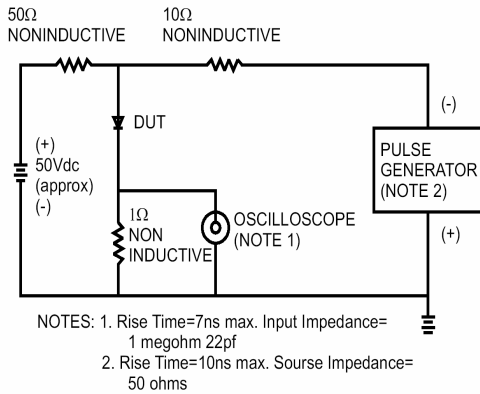 50Ω
NONINDUCTIVE
10Ω
NONINDUCTIVE
DUT
(+)
50Vdc
(approx)
(-)
(-)
PULSE
GENERATOR
(NOTE 2)
(+)
1Ω
NON
INDUCTIVE
OSCILLOSCOPE
(NOTE 1)
NOTES: 1. Rise Time=7ns max. Input Impedance=
1 megohm 22pf
2. Rise Time=10ns max. Sourse Impedance=
50 ohms